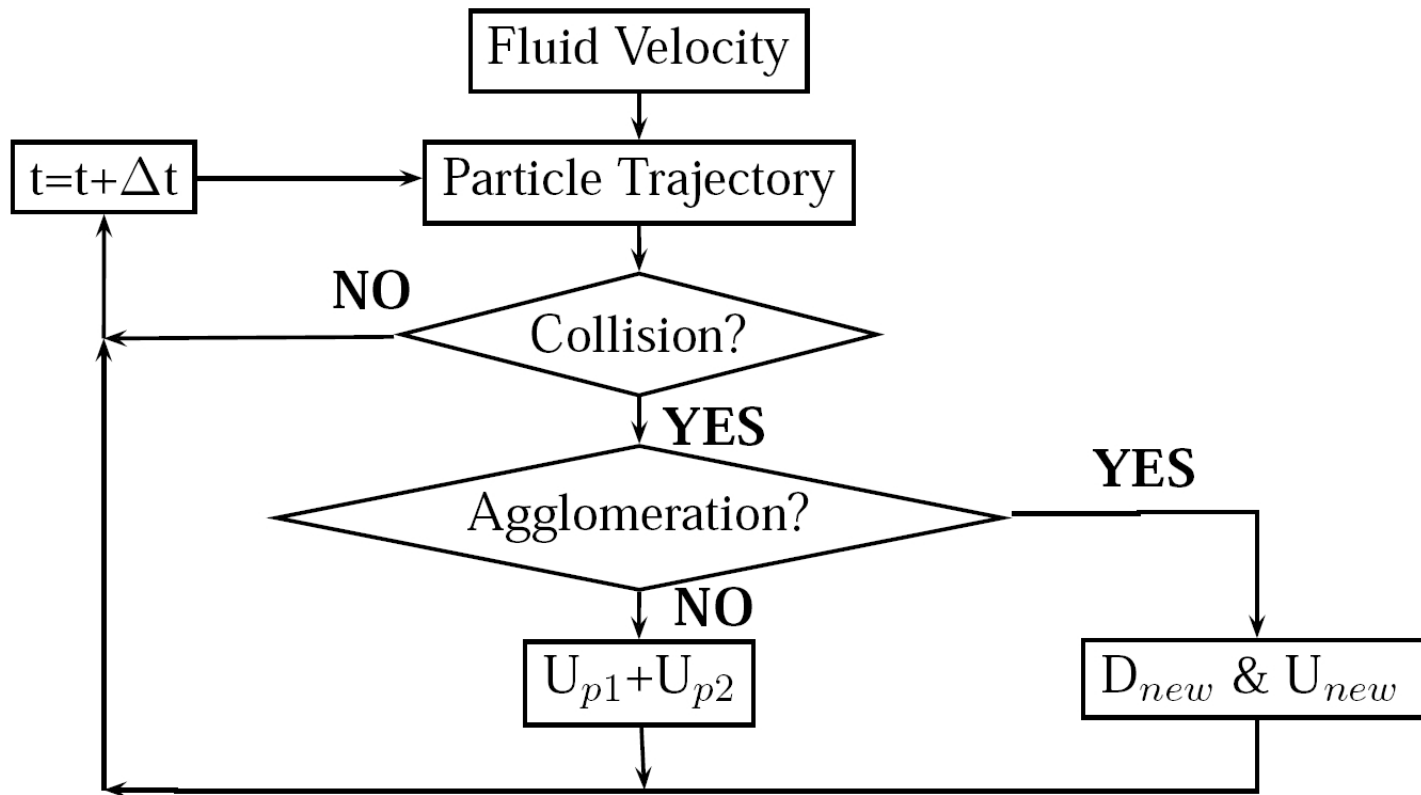 Fluid Velocity
t=t+Δt
Particle Trajectory
NO
Collision?
YES
Agglomeration?
YES
NO
U_{p1}+U_{p2}
D_{new} & U_{new}